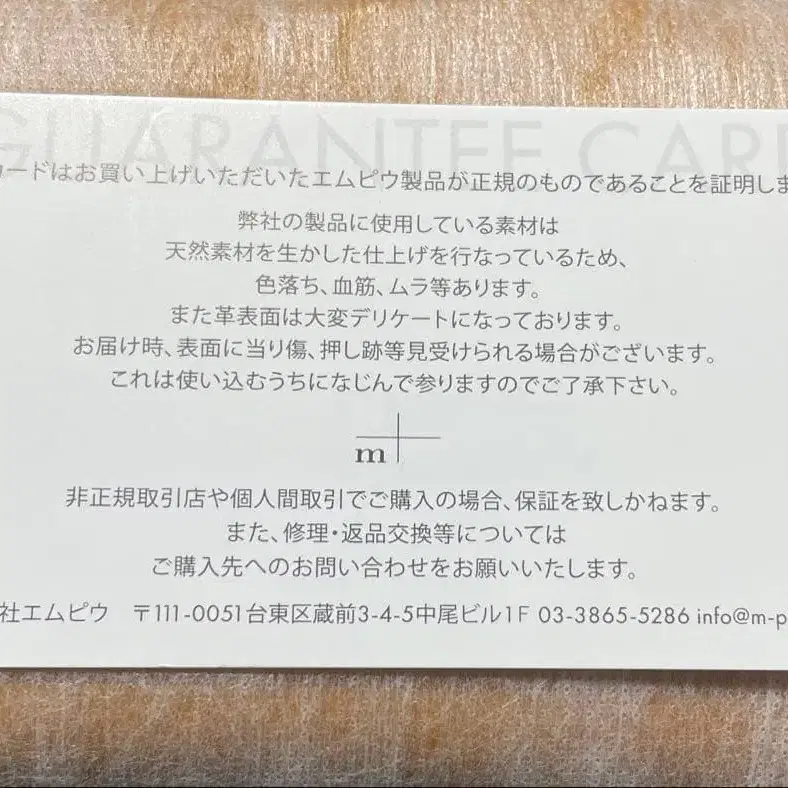 GUARANTEE CARD
カードはお買い上げいただいたエムピウ製品が正規のものであることを証明しま
弊社の製品に使用している素材は
天然素材を生かした仕上げを行なっているため、
色落ち、血筋、ムラ等あります。
また革表面は大変デリケートになっております。
お届け時、表面に当り傷、押し跡等見受けられる場合がございます。
これは使い込むうちになじんで参りますのでご了承下さい。
m+
非正規取引店や個人間取引でご購入の場合、保証を致しかねます。
また、修理・返品交換等については
ご購入先へのお問い合わせをお願いいたします。
社エムピウ 〒111-0051台東区蔵前3-4-5中尾ビル1F 03-3865-5286 info@m-p